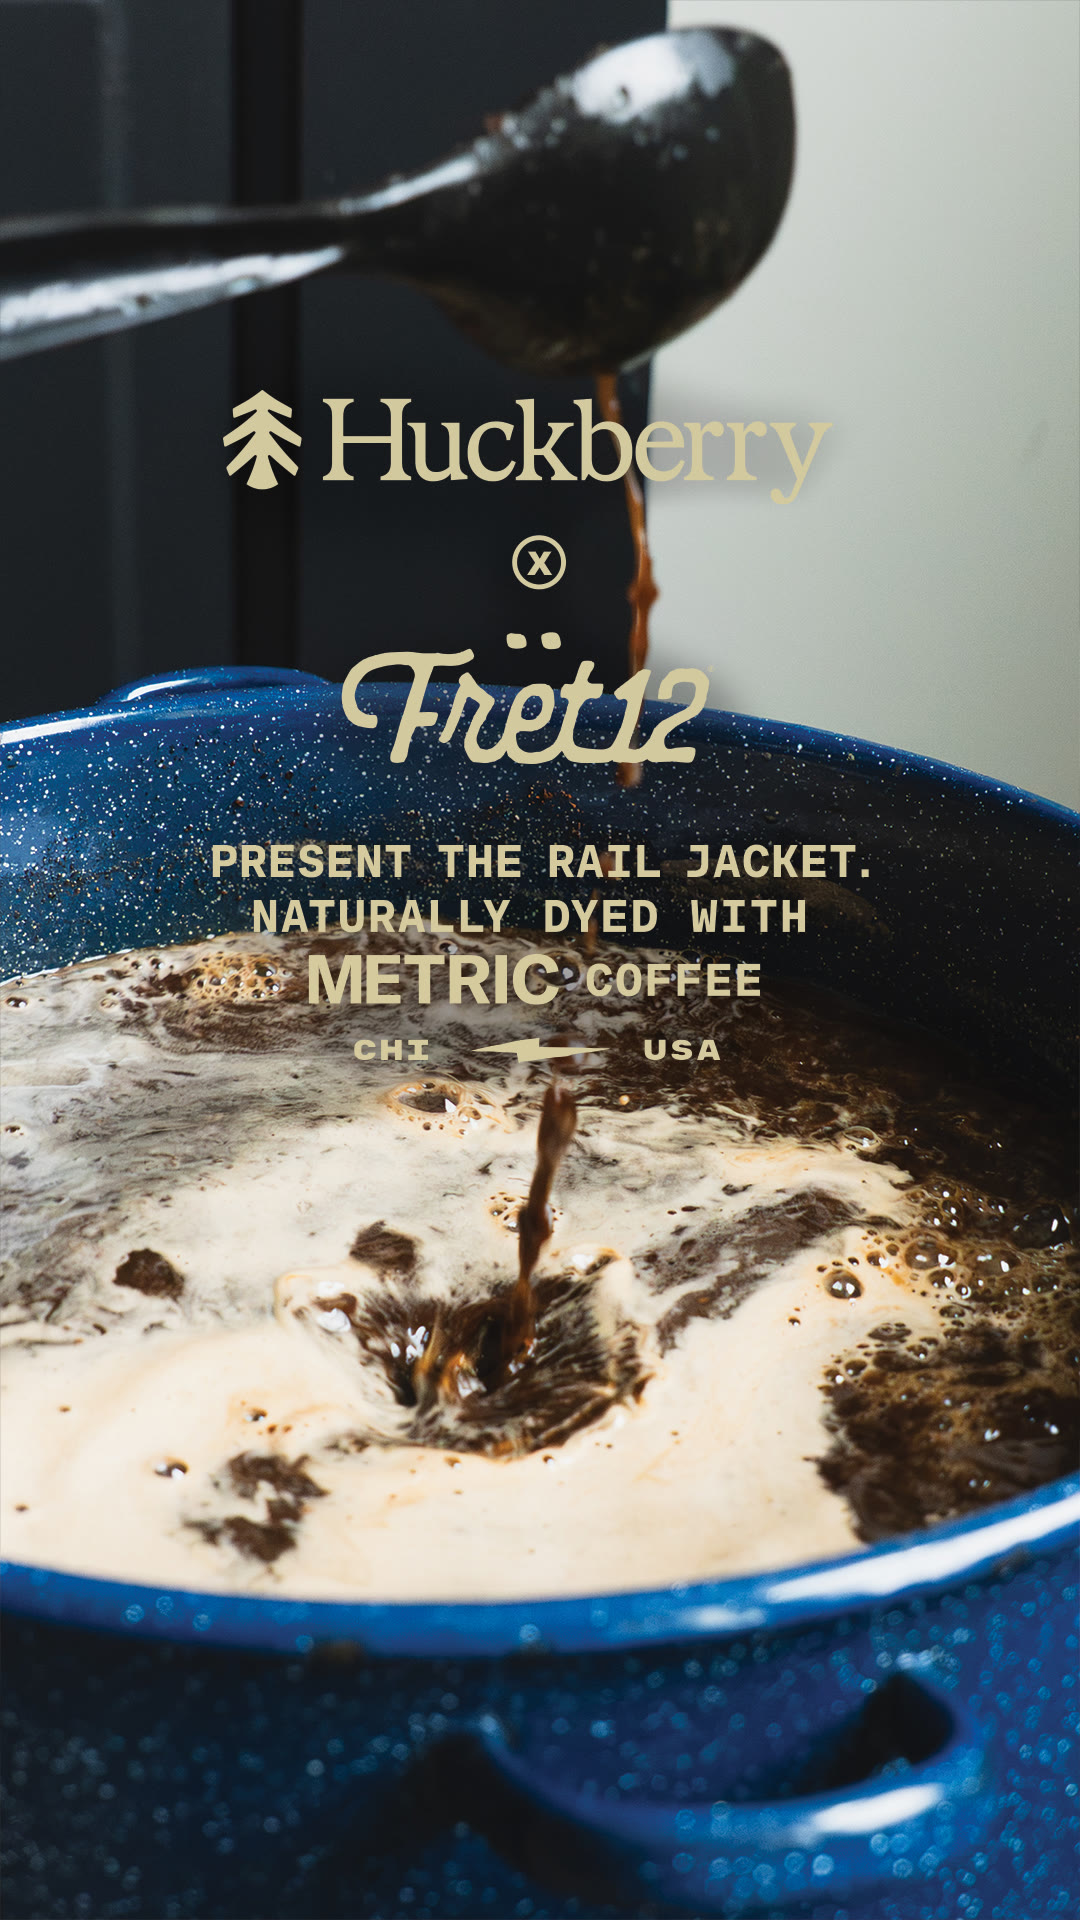 Huckberry
X
Frët12
PRESENT THE RAIL JACKET.
NATURALLY DYED WITH
METRIC COFFEE
CHI USA